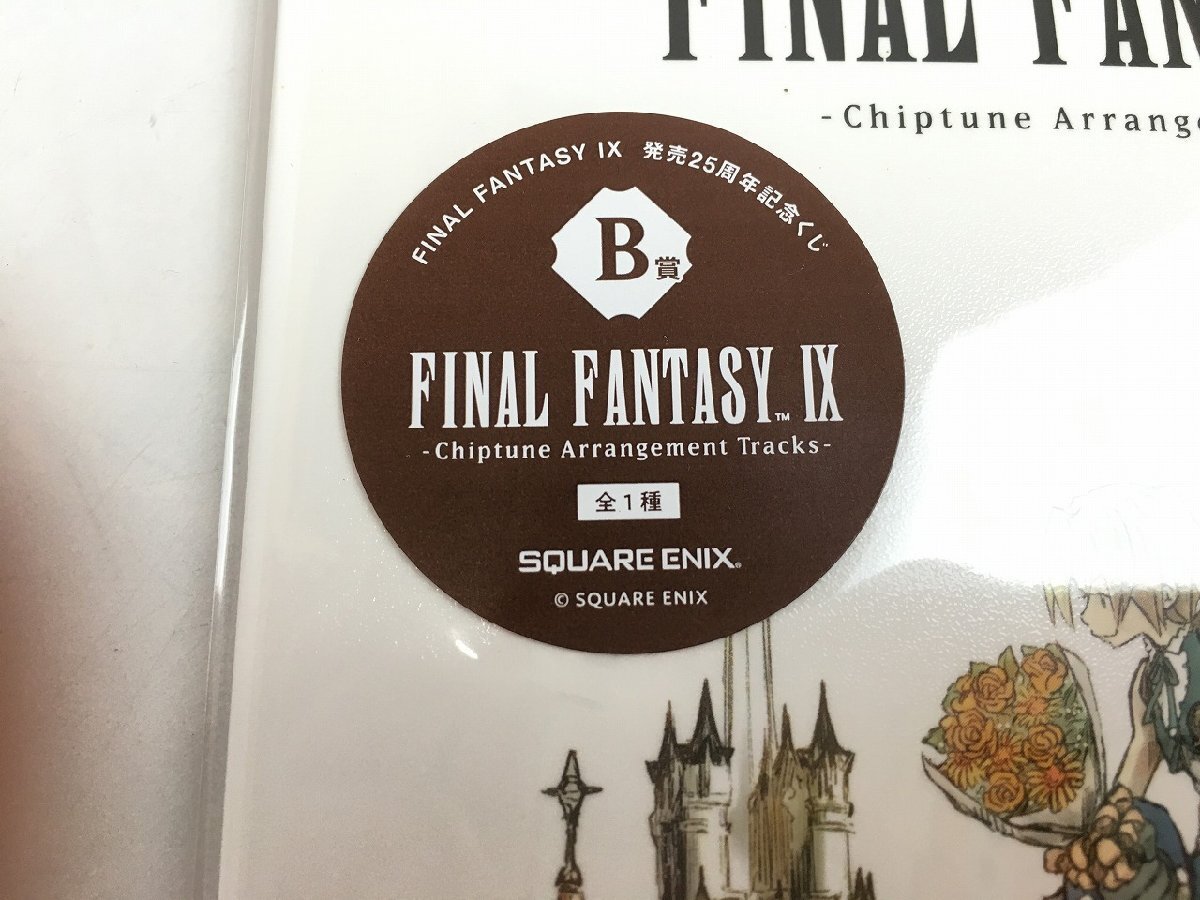 FINAL FAN
-Chiptune Arrange
FINAL FANTASY IX 発売25周年記念くじ
B賞
FINAL FANTASY™ IX
-Chiptune Arrangement Tracks-
全1種
SQUARE ENIX®
© SQUARE ENIX